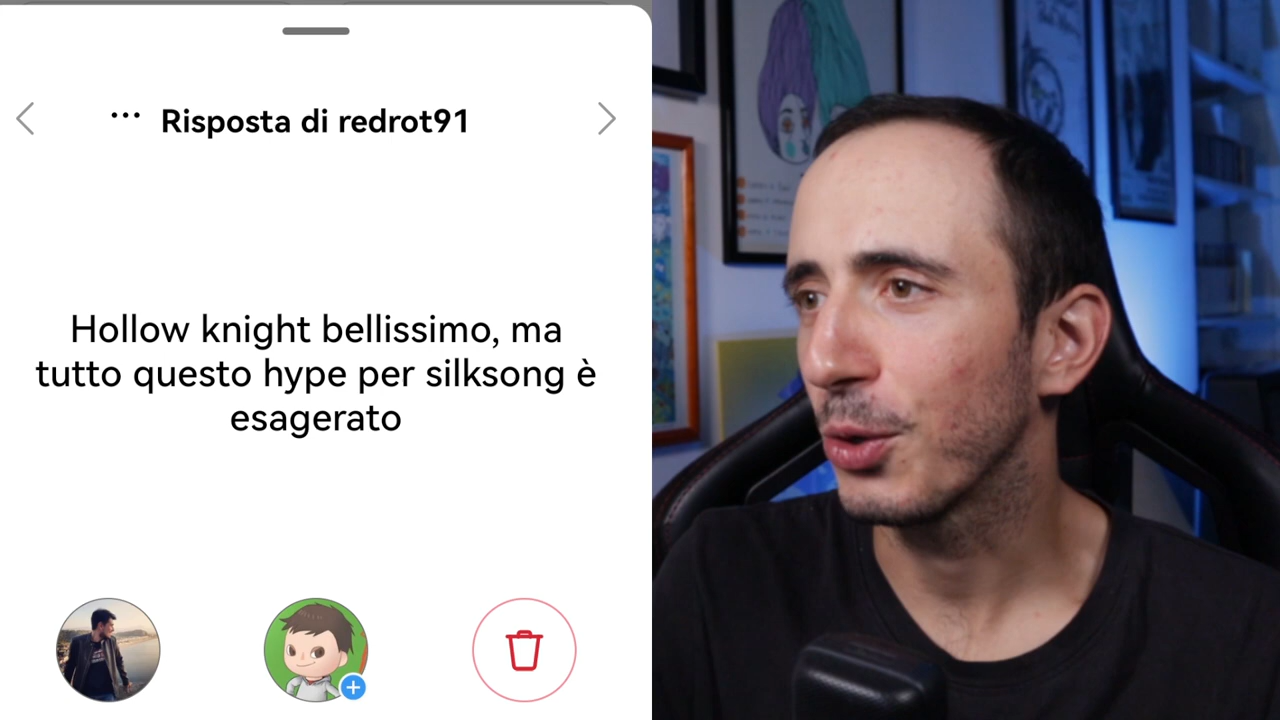 Risposta di redrot91
Hollow knight bellissimo, ma
tutto questo hype per silksong è
esagerato